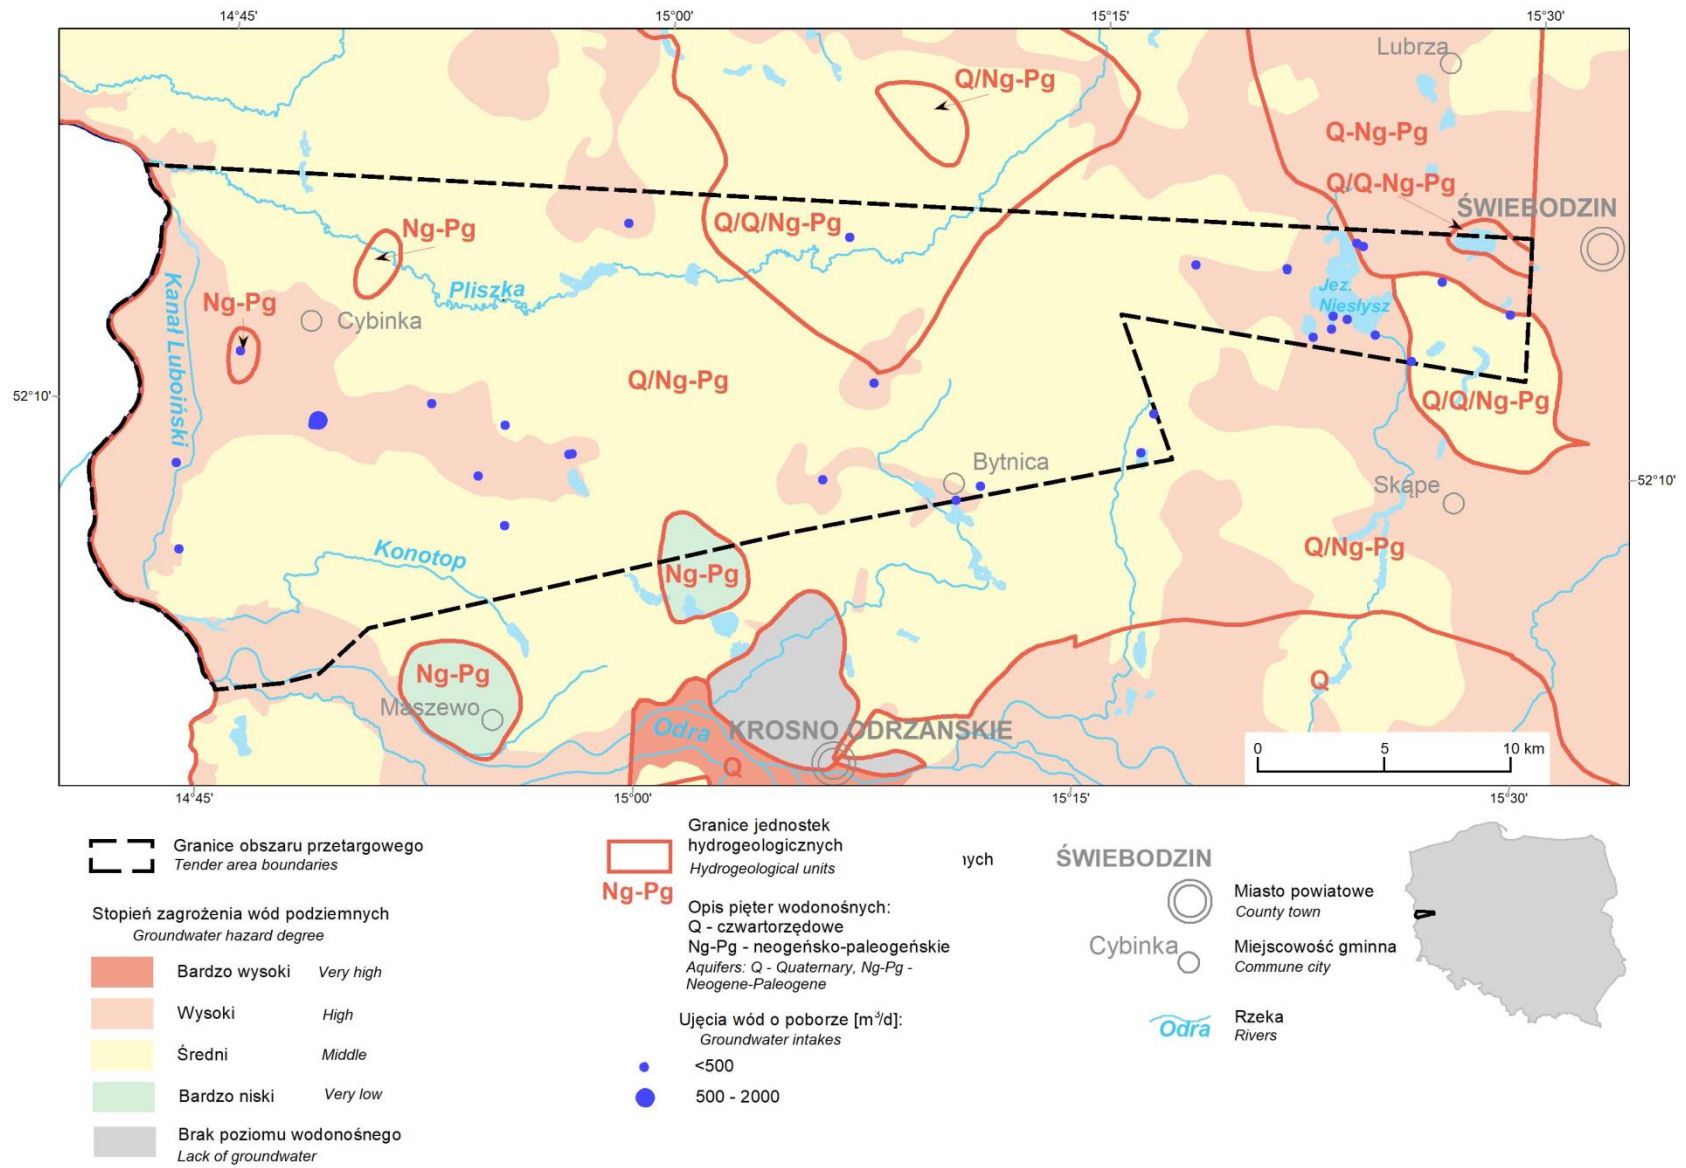 14°45'
15°00'
15°15'
15°30'
Lubrza
Q/Ng-Pg
Q-Ng-Pg
Q/Q-Ng-Pg
ŚWIEBODZIN
Ng-Pg
Q/Q/Ng-Pg
Pliszka
Jez.
Niesłysz
Ng-Pg
Cybinka
Kanał Luboiński
Q/Ng-Pg
52°10'
Q/Q/Ng-Pg
Bytnica
Skąpe
52°10'
Konotop
Q/Ng-Pg
Ng-Pg
Ng-Pg
Q
Maszewo
Odra
KROSNO ODRZAŃSKIE
Q
0 5 10 km
14°45'
15°00'
15°15'
15°30'
Granice obszaru przetargowego
Tender area boundaries
Stopień zagrożenia wód podziemnych
Groundwater hazard degree
Bardzo wysoki Very high
Wysoki High
Średni Middle
Bardzo niski Very low
Brak poziomu wodonośnego
Lack of groundwater
Granice jednostek
hydrogeologicznych
Hydrogeological units
Ng-Pg
Opis pięter wodonośnych:
Q - czwartorzędowe
Ng-Pg - neogeńsko-paleogeńskie
Aquifers: Q - Quaternary, Ng-Pg -
Neogene-Paleogene
Ujęcia wód o poborze [m³/d]:
Groundwater intakes
<500
500 - 2000
ŚWIEBODZIN
Miasto powiatowe
County town
Cybinka
Miejscowość gminna
Commune city
Odra
Rzeka
Rivers